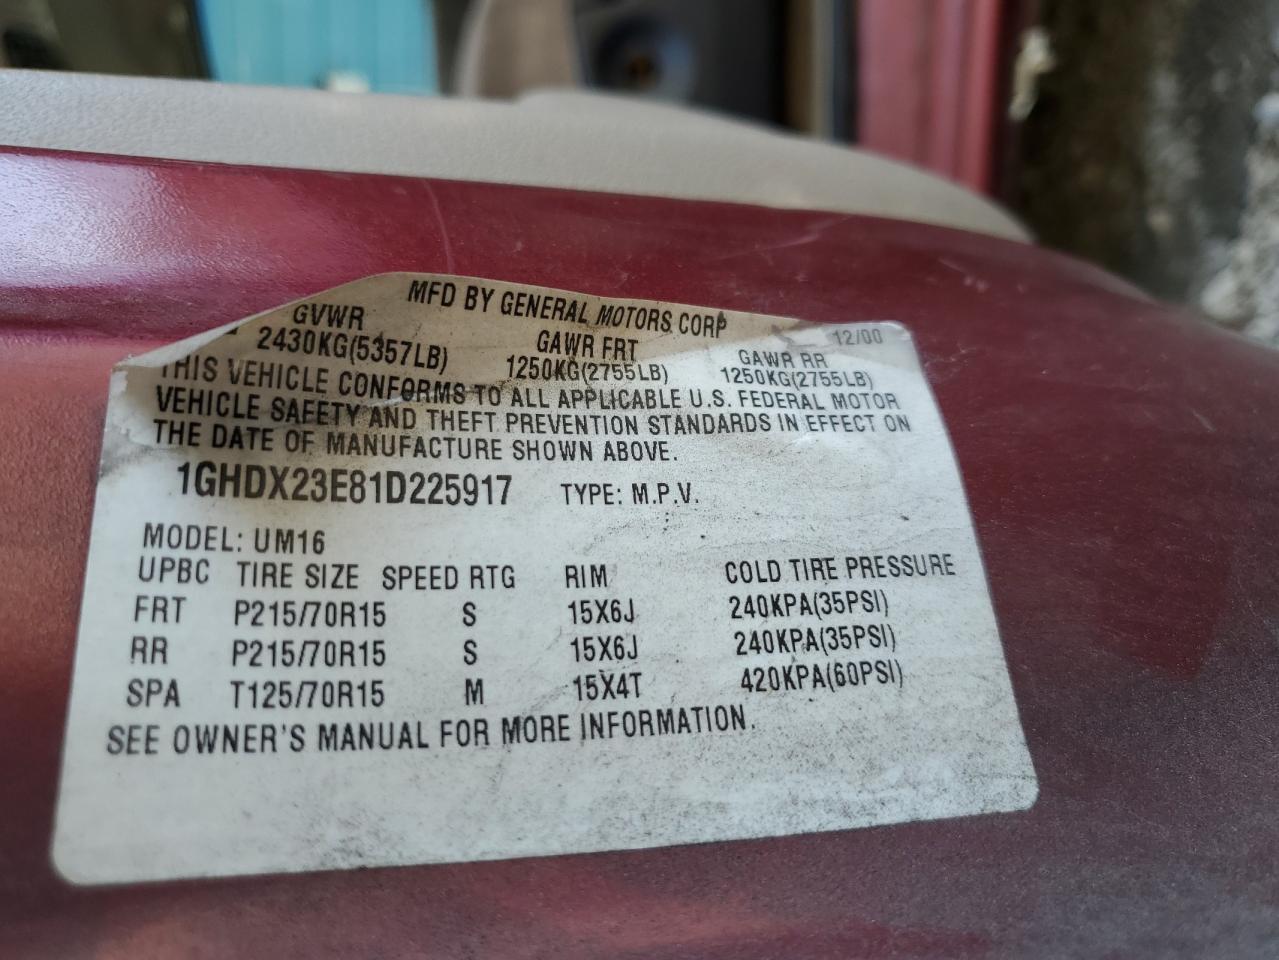 MFD BY GENERAL MOTORS CORP
12/00
GVWR GAWR FRT GAWR RR
2430KG(5357LB) 1250KG(2755LB) 1250KG(2755LB)
THIS VEHICLE CONFORMS TO ALL APPLICABLE U.S. FEDERAL MOTOR
VEHICLE SAFETY AND THEFT PREVENTION STANDARDS IN EFFECT ON
THE DATE OF MANUFACTURE SHOWN ABOVE.
1GHDX23E81D225917 TYPE: M.P.V.
MODEL: UM16
UPBC TIRE SIZE SPEED RTG RIM COLD TIRE PRESSURE
FRT P215/70R15 S 15X6J 240KPA(35PSI)
RR P215/70R15 S 15X6J 240KPA(35PSI)
SPA T125/70R15 M 15X4T 420KPA(60PSI)
SEE OWNER'S MANUAL FOR MORE INFORMATION.